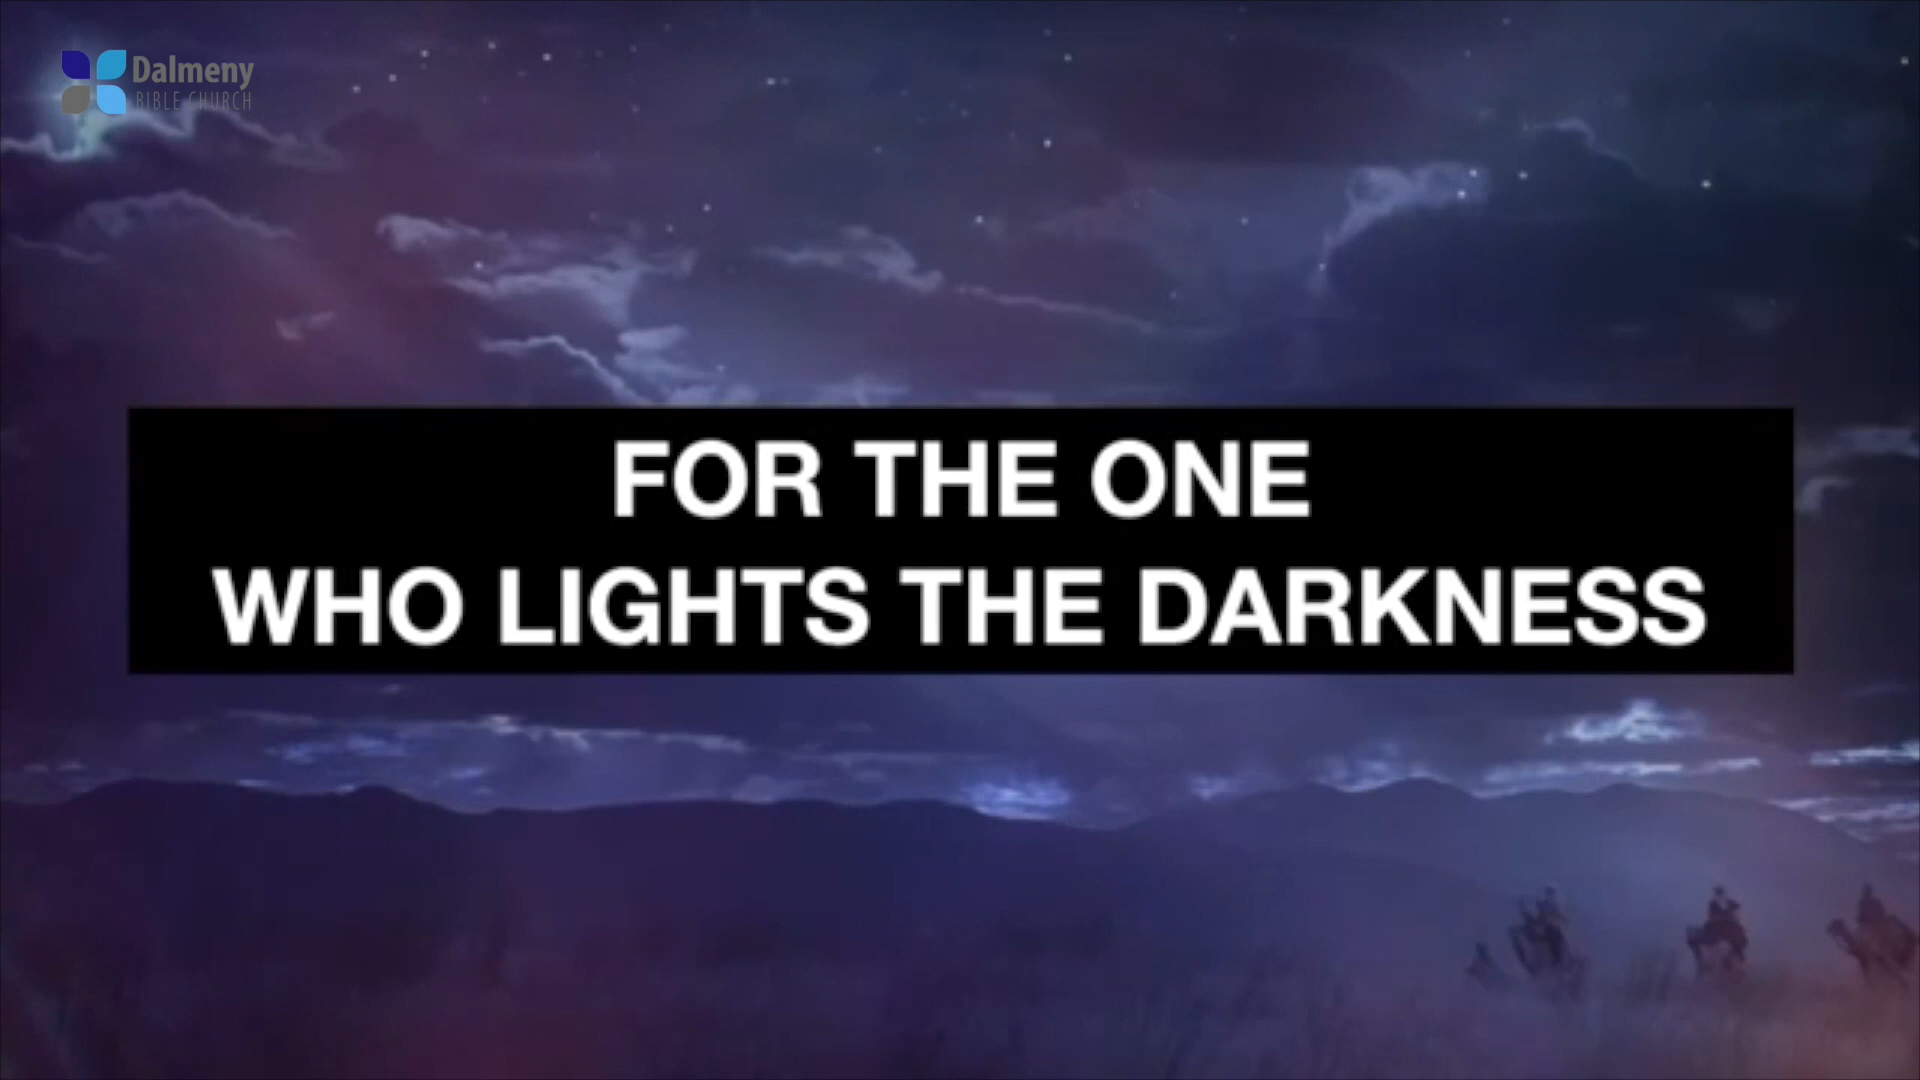 Dalmeny
BIBLE CHURCH
FOR THE ONE
WHO LIGHTS THE DARKNESS